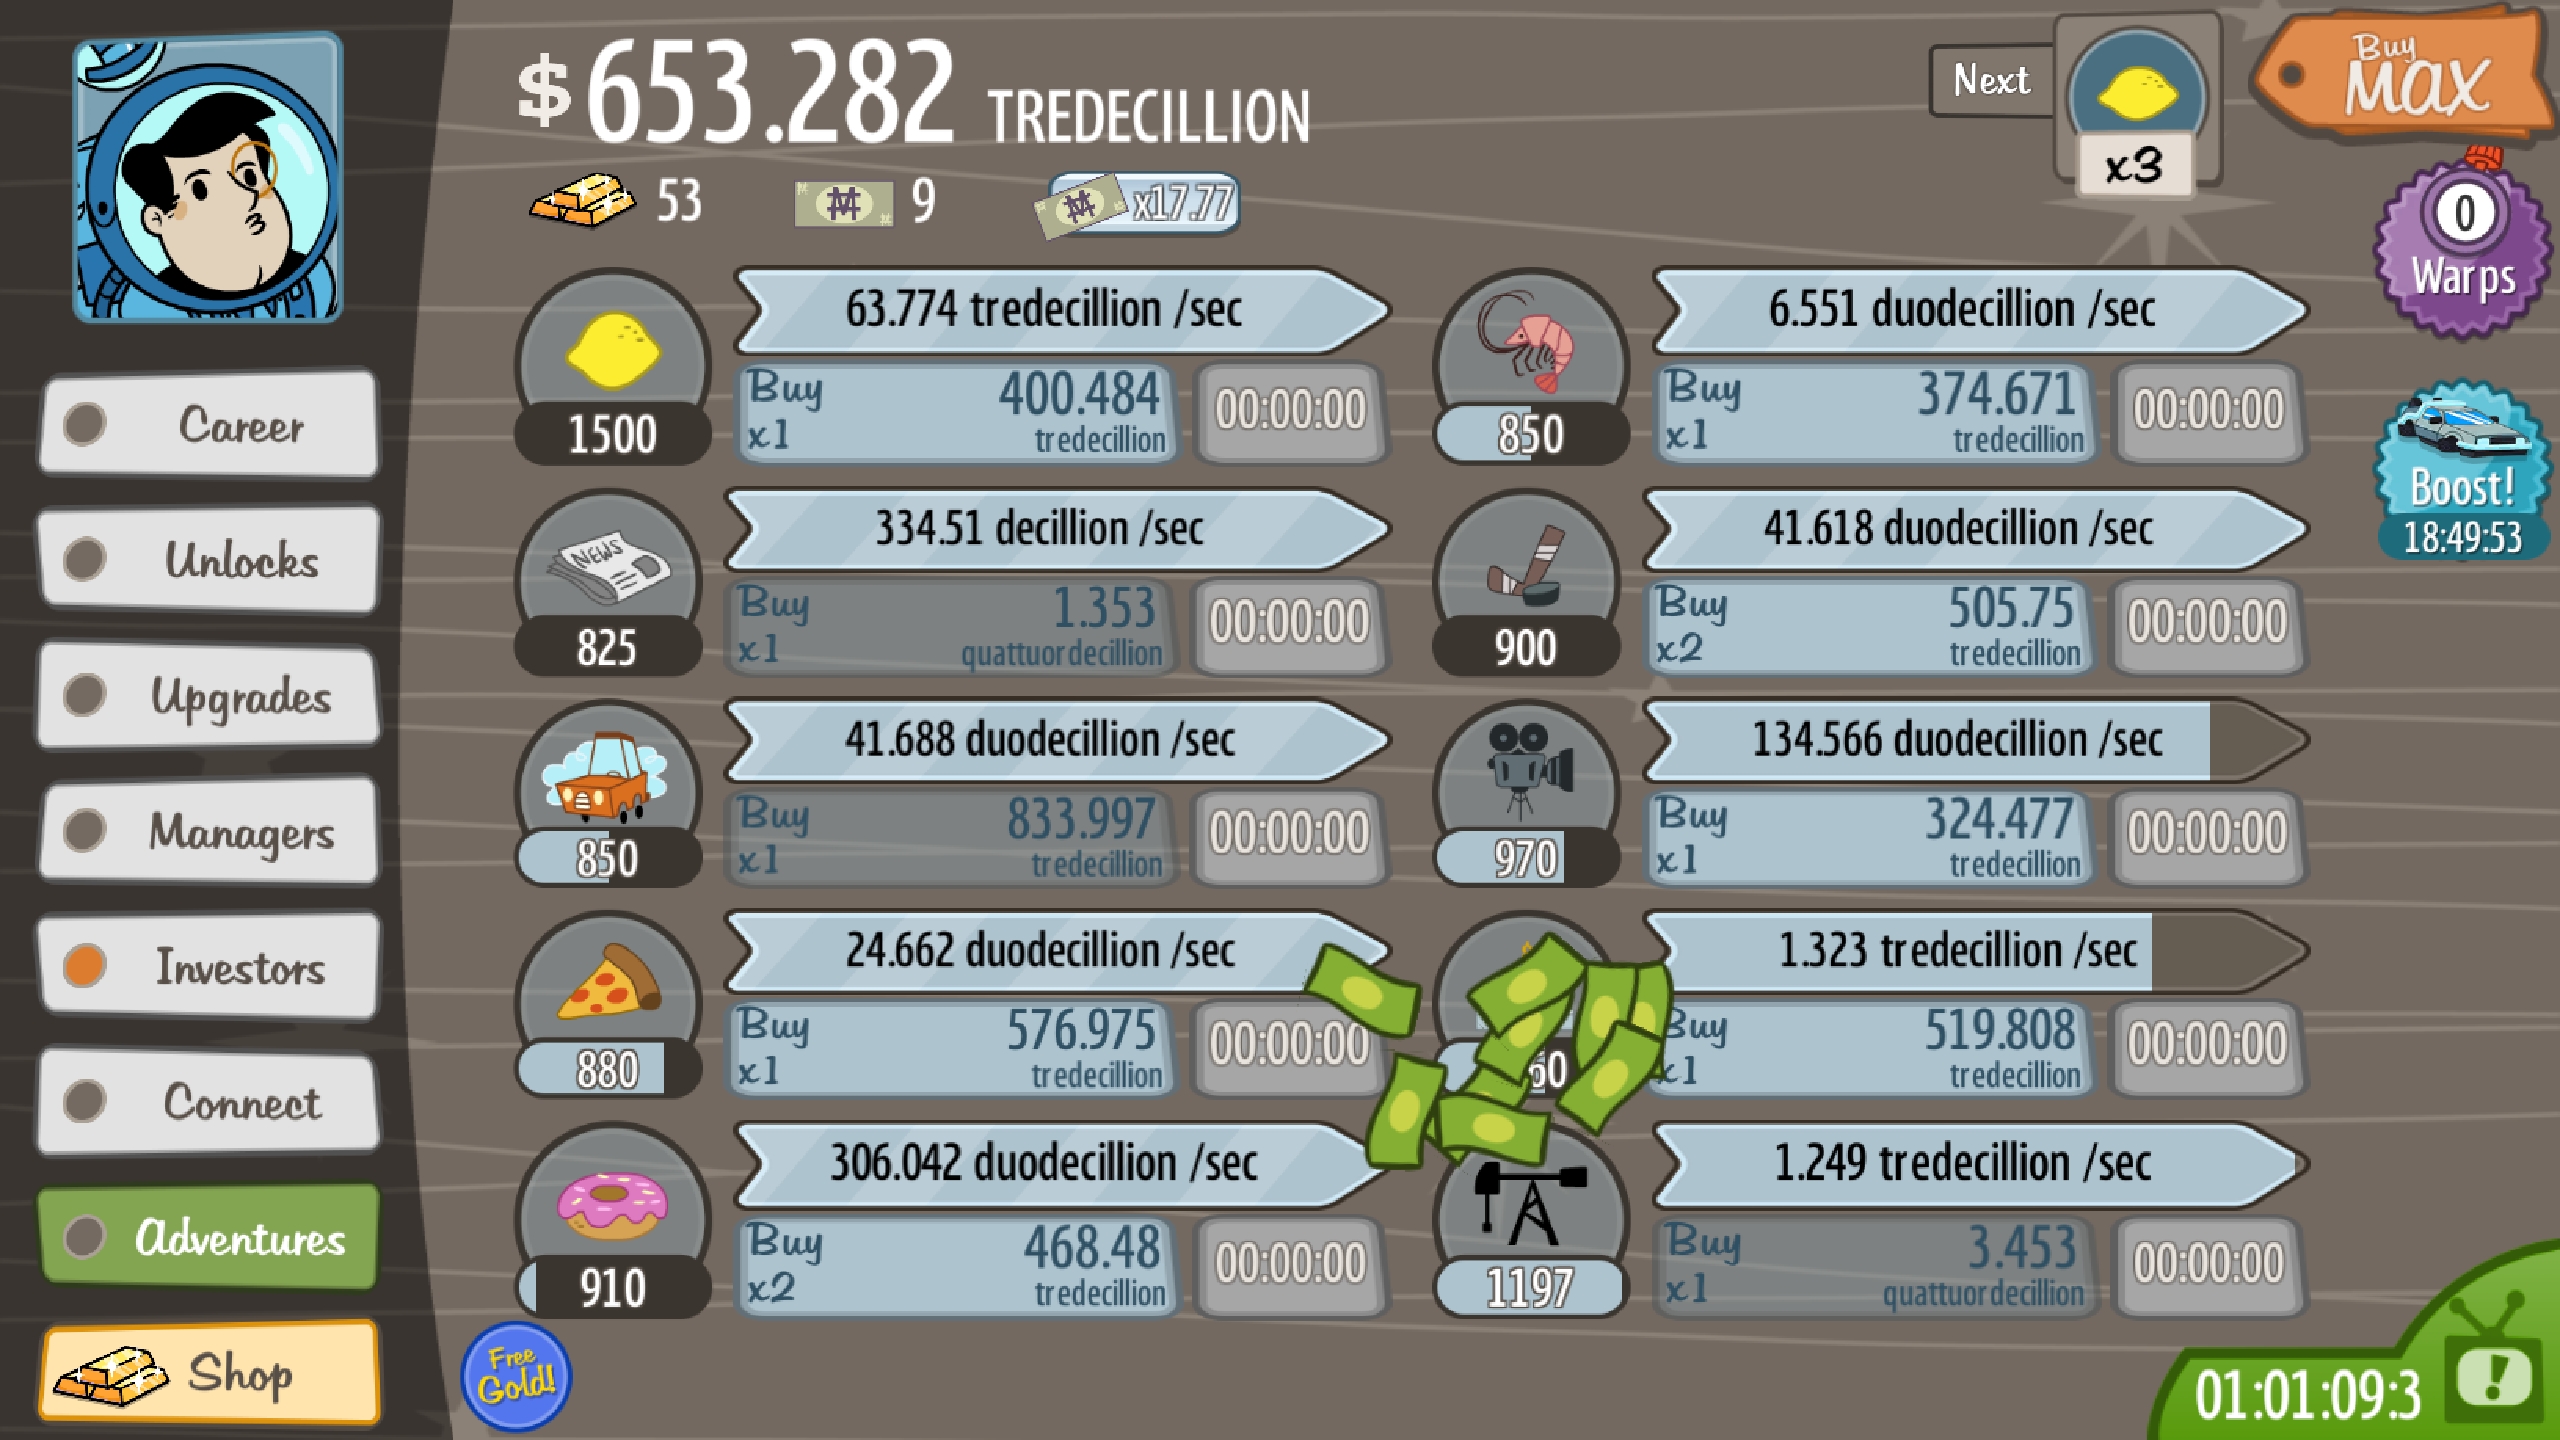 $653.282 TREDECILLION
53
9
x17.77
Next
x3
Buy
MAX
0
Warps
Boost!
18:49:53
Career
Unlocks
Upgrades
Managers
Investors
Connect
Adventures
Shop
1500
63.774 tredecillion /sec
Buy
x1
400.484
tredecillion
00:00:00
850
6.551 duodecillion /sec
Buy
x1
374.671
tredecillion
00:00:00
NEWS
825
334.51 decillion /sec
Buy
x1
1.353
quattuordecillion
00:00:00
900
41.618 duodecillion /sec
Buy
x2
505.75
tredecillion
00:00:00
850
41.688 duodecillion /sec
Buy
x1
833.997
tredecillion
00:00:00
970
134.566 duodecillion /sec
Buy
x1
324.477
tredecillion
00:00:00
880
24.662 duodecillion /sec
Buy
x1
576.975
tredecillion
00:00:00
1.323 tredecillion /sec
Buy
x1
519.808
tredecillion
00:00:00
910
306.042 duodecillion /sec
Buy
x2
468.48
tredecillion
00:00:00
1197
1.249 tredecillion /sec
Buy
x1
3.453
quattuordecillion
00:00:00
Free
Gold!
01:01:09:3
!